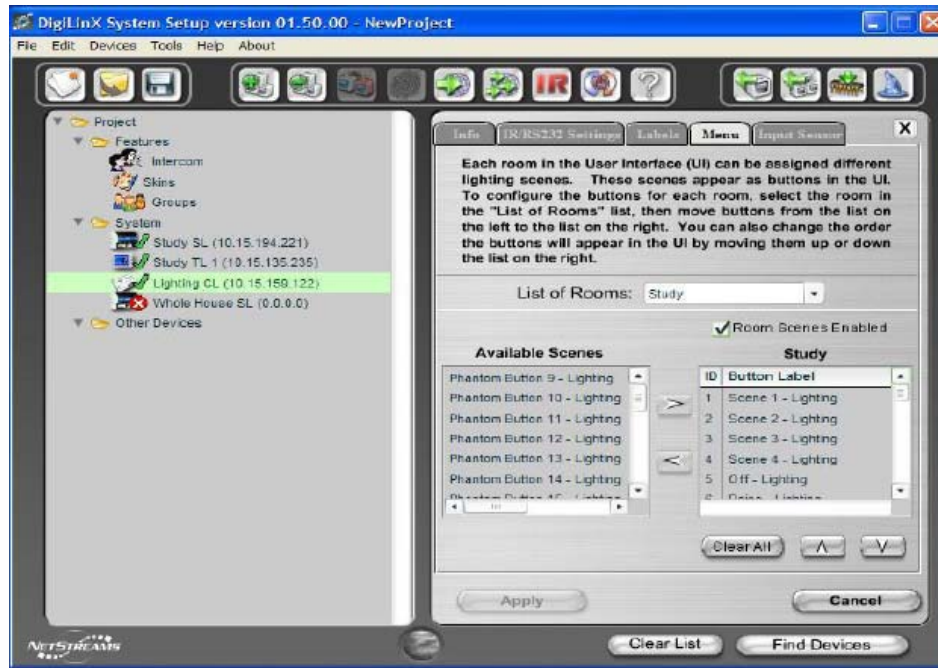 DigiLinX System Setup version 01.50.00 - NewProject
File Edit Devices Tools Help About
IR
?
Project
Features
Intercom
Skins
Groups
System
Study SL (10.15.194.221)
Study TL 1 (10.15.135.235)
Lighting CL (10.15.159.122)
Whole House SL (0.0.0.0)
Other Devices
Info IR/RS232 Settings Labels Menu Input Sensor X
Each room in the User Interface (UI) can be assigned different
lighting scenes. These scenes appear as buttons in the UI.
To configure the buttons for each room, select the room in
the "List of Rooms" list, then move buttons from the list on
the left to the list on the right. You can also change the order
the buttons will appear in the UI by moving them up or down
the list on the right.
List of Rooms: Study
Room Scenes Enabled
Available Scenes
Phantom Button 9 - Lighting
Phantom Button 10 - Lighting
Phantom Button 11 - Lighting
Phantom Button 12 - Lighting
Phantom Button 13 - Lighting
Phantom Button 14 - Lighting
>
<
Study
ID Button Label
1 Scene 1 - Lighting
2 Scene 2 - Lighting
3 Scene 3 - Lighting
4 Scene 4 - Lighting
5 Off - Lighting
Clear All
Apply
Cancel
NETSTREAMS
Clear List
Find Devices